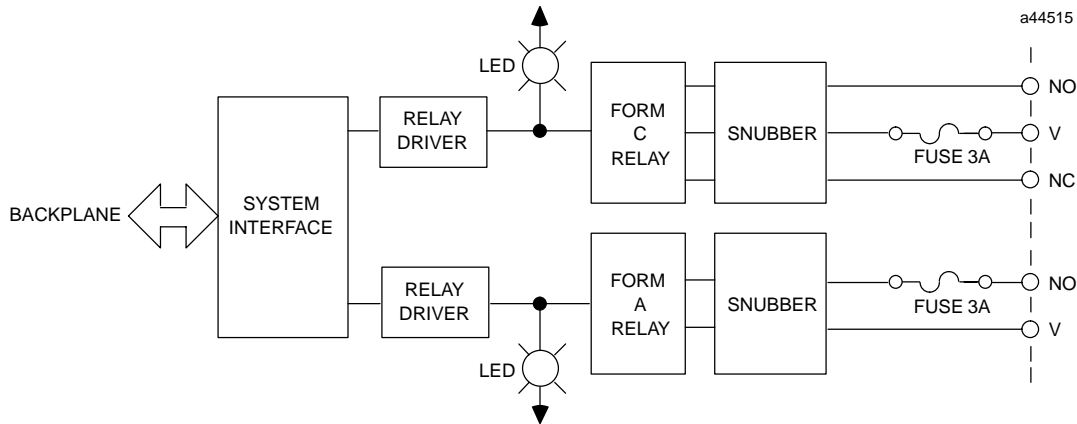 a44515
LED
NO
RELAY
DRIVER
FORM
C
RELAY
SNUBBER
V
FUSE 3A
NC
BACKPLANE
SYSTEM
INTERFACE
RELAY
DRIVER
FORM
A
RELAY
SNUBBER
NO
FUSE 3A
V
LED